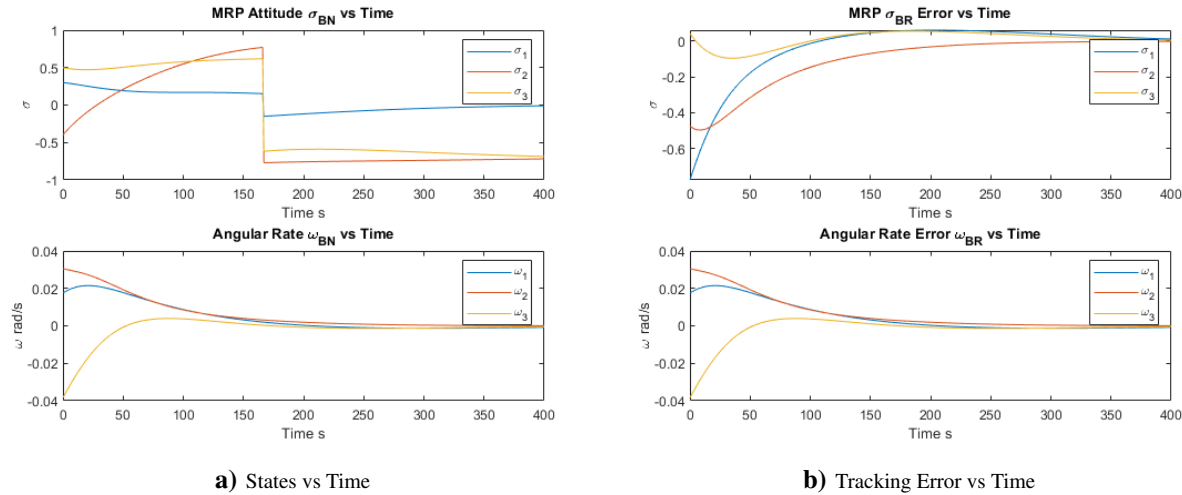 MRP Attitude σBN vs Time
1
0.5
0
-0.5
-1
σ
σ1
σ2
σ3
0 50 100 150 200 250 300 350 400
Time s
Angular Rate ωBN vs Time
0.04
0.02
0
-0.02
-0.04
ω rad/s
ω1
ω2
ω3
0 50 100 150 200 250 300 350 400
Time s
a) States vs Time
MRP σBR Error vs Time
0
-0.2
-0.4
-0.6
σ
σ1
σ2
σ3
0 50 100 150 200 250 300 350 400
Time s
Angular Rate Error ωBR vs Time
0.04
0.02
0
-0.02
-0.04
ω rad/s
ω1
ω2
ω3
0 50 100 150 200 250 300 350 400
Time s
b) Tracking Error vs Time